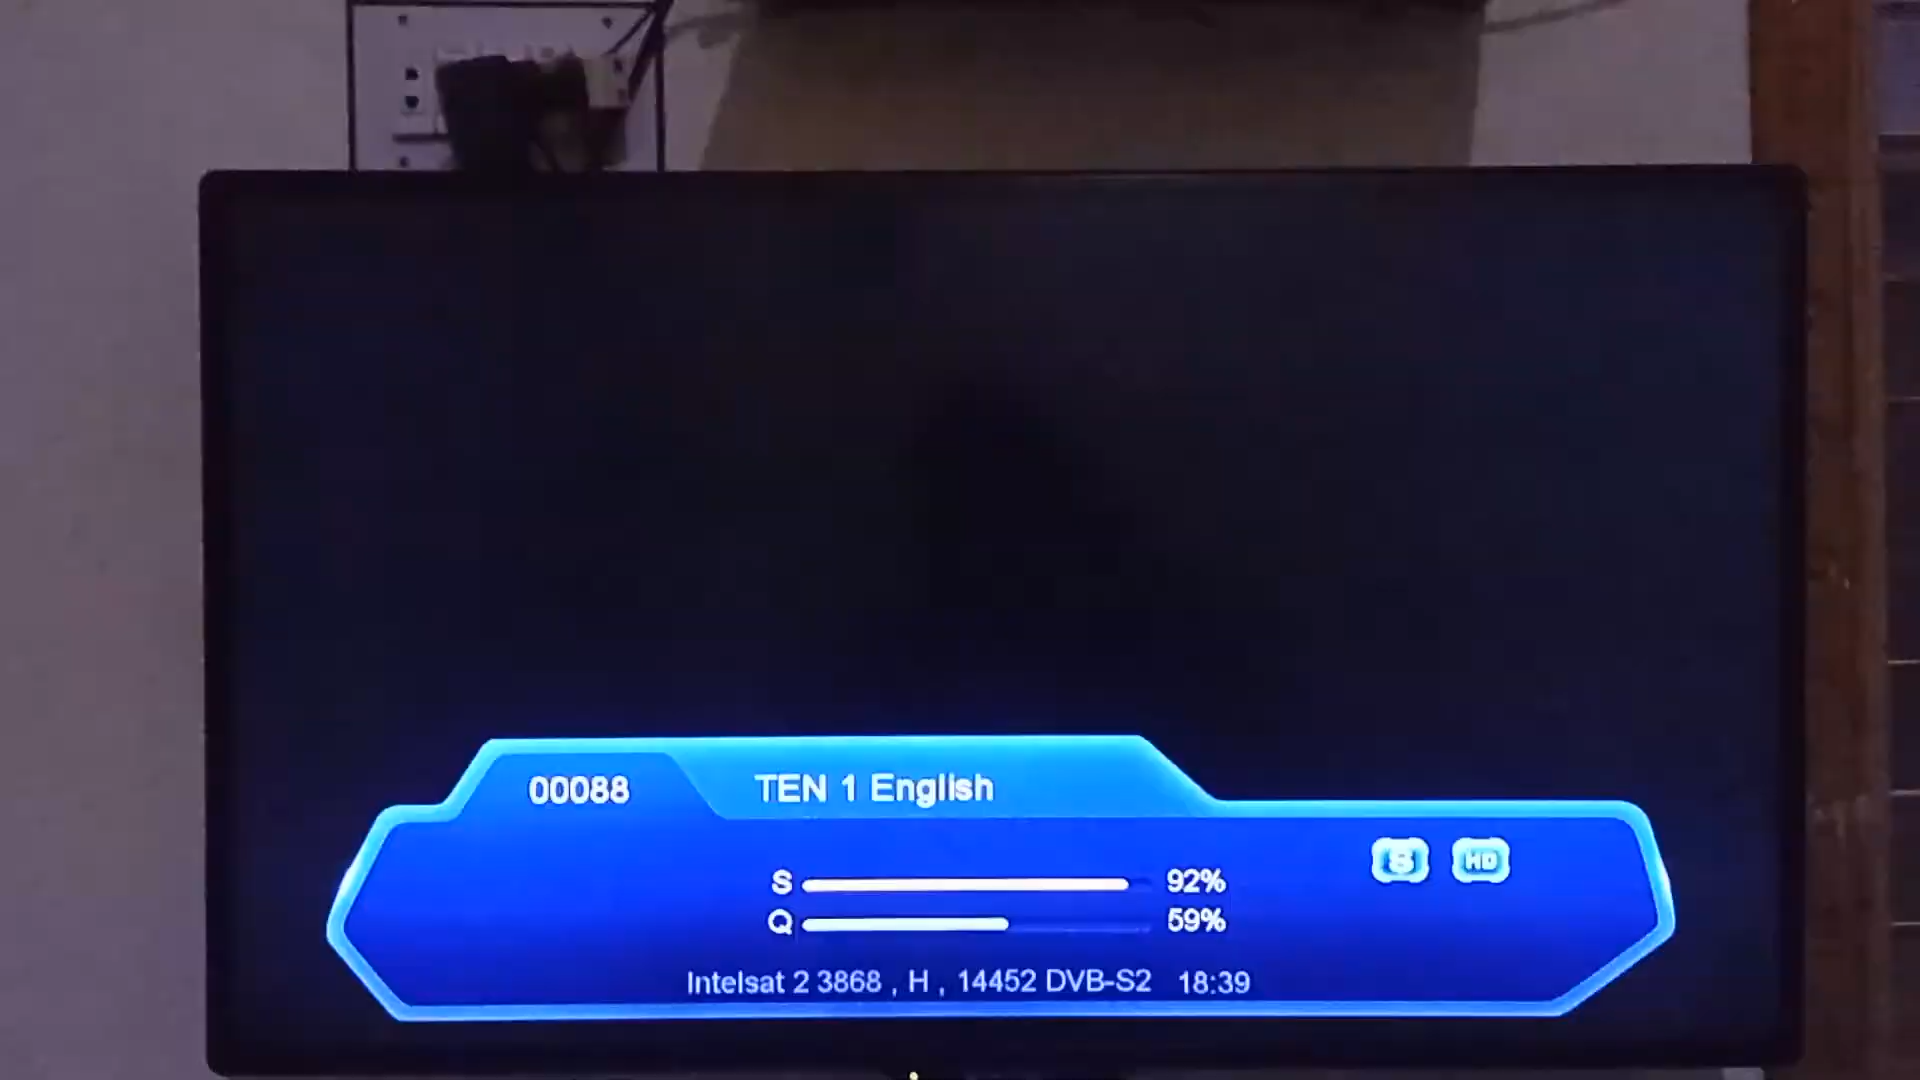 00088 TEN 1 English
S HD
S 92%
Q 59%
Intelsat 2 3868 , H , 14452 DVB-S2 18:39